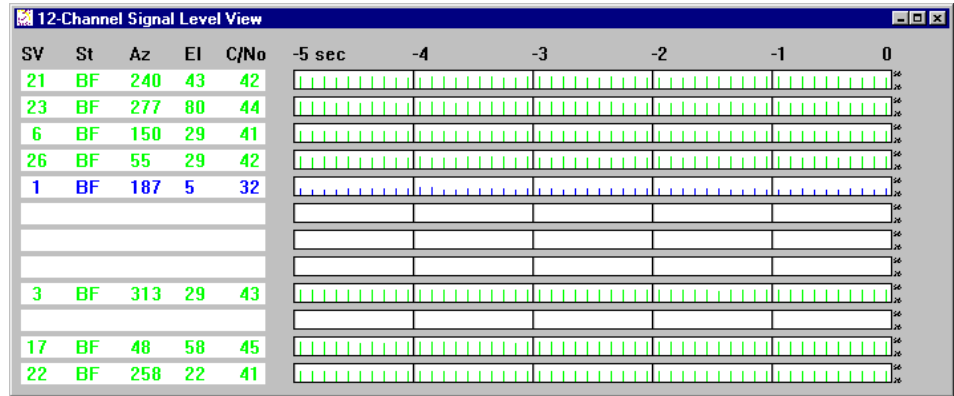 12-Channel Signal Level View
SV St Az El C/No -5 sec -4 -3 -2 -1 0
21 BF 240 43 42
23 BF 277 80 44
6 BF 150 29 41
26 BF 55 29 42
1 BF 187 5 32
3 BF 313 29 43
17 BF 48 58 45
22 BF 258 22 41